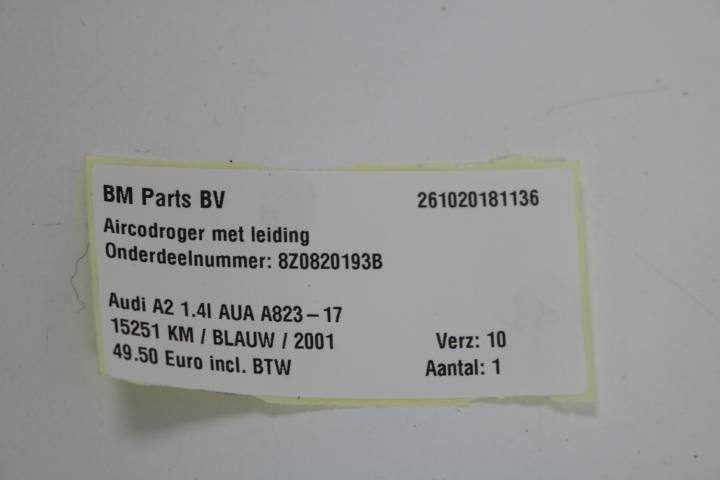 BM Parts BV 261020181136
Aircodroger met leiding
Onderdeelnummer: 8Z0820193B
Audi A2 1.4I AUA A823-17
15251 KM / BLAUW / 2001 Verz: 10
49.50 Euro incl. BTW Aantal: 1